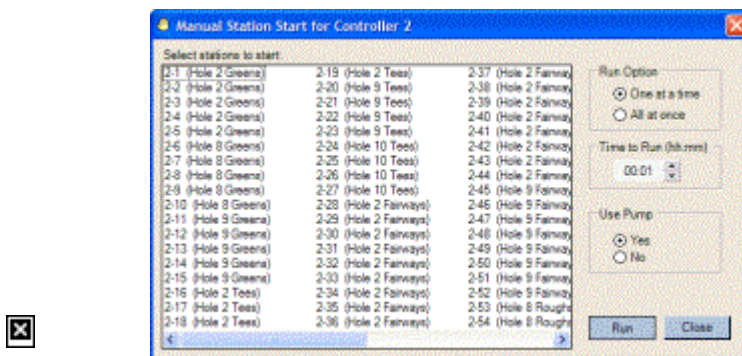 Manual Station Start for Controller 2
Select stations to start:
2-1 (Hole 2 Greens)
2-2 (Hole 2 Greens)
2-3 (Hole 2 Greens)
2-4 (Hole 2 Greens)
2-5 (Hole 2 Greens)
2-6 (Hole 8 Greens)
2-7 (Hole 8 Greens)
2-8 (Hole 8 Greens)
2-9 (Hole 8 Greens)
2-10 (Hole 8 Greens)
2-11 (Hole 9 Greens)
2-12 (Hole 9 Greens)
2-13 (Hole 9 Greens)
2-14 (Hole 9 Greens)
2-15 (Hole 9 Greens)
2-16 (Hole 2 Tees)
2-17 (Hole 2 Tees)
2-18 (Hole 2 Tees)
2-19 (Hole 2 Tees)
2-20 (Hole 9 Tees)
2-21 (Hole 9 Tees)
2-22 (Hole 9 Tees)
2-23 (Hole 9 Tees)
2-24 (Hole 10 Tees)
2-25 (Hole 10 Tees)
2-26 (Hole 10 Tees)
2-27 (Hole 10 Tees)
2-28 (Hole 2 Fairways)
2-29 (Hole 2 Fairways)
2-30 (Hole 2 Fairways)
2-31 (Hole 2 Fairways)
2-32 (Hole 2 Fairways)
2-33 (Hole 2 Fairways)
2-34 (Hole 2 Fairways)
2-35 (Hole 2 Fairways)
2-36 (Hole 2 Fairways)
2-37 (Hole 2 Fairway
2-38 (Hole 2 Fairway
2-39 (Hole 2 Fairway
2-40 (Hole 2 Fairway
2-41 (Hole 2 Fairway
2-42 (Hole 2 Fairway
2-43 (Hole 2 Fairway
2-44 (Hole 2 Fairway
2-45 (Hole 9 Fairway
2-46 (Hole 9 Fairway
2-47 (Hole 9 Fairway
2-48 (Hole 9 Fairway
2-49 (Hole 9 Fairway
2-50 (Hole 9 Fairway
2-51 (Hole 9 Fairway
2-52 (Hole 9 Fairway
2-53 (Hole 8 Roughs
2-54 (Hole 8 Roughs
Run Option
One at a time
All at once
Time to Run (hh:mm)
00:01
Use Pump
Yes
No
Run
Close